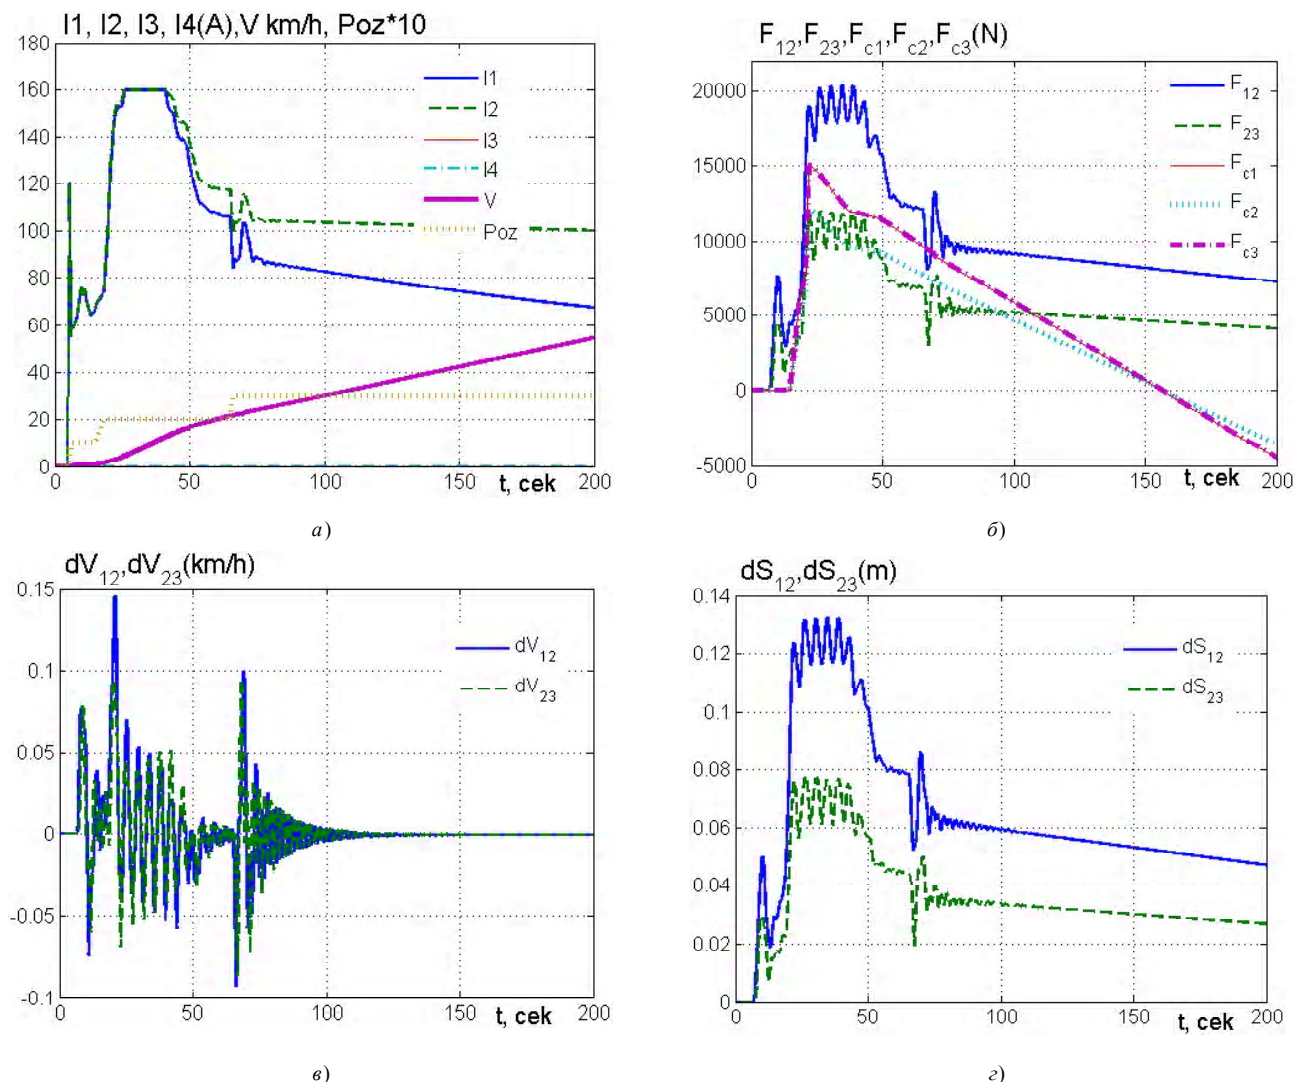 I1, I2, I3, I4(A),V km/h, Poz*10
180
160
140
120
100
80
60
40
20
0
I1
I2
I3
I4
V
Poz
0
50
100
150
200
t, сек
а)
F12,F23,Fc1,Fc2,Fc3(N)
20000
15000
10000
5000
0
-5000
F12
F23
Fc1
Fc2
Fc3
0
50
100
150
200
t, сек
б)
dV12,dV23(km/h)
0.15
0.1
0.05
0
-0.05
-0.1
dV12
dV23
0
50
100
150
200
t, сек
в)
dS12,dS23(m)
0.14
0.12
0.1
0.08
0.06
0.04
0.02
0
dS12
dS23
0
50
100
150
200
t, сек
г)